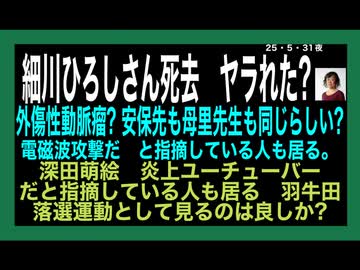 25・5・31夜
細川ひろしさん死去　ヤラれた?
外傷性動脈瘤? 安保先も母里先生も同じらしい?
電磁波攻撃だ　と指摘している人も居る。
深田萌絵　炎上ユーチューバー
だと指摘している人も居る　羽牛田
落選運動として見るのは良しか?